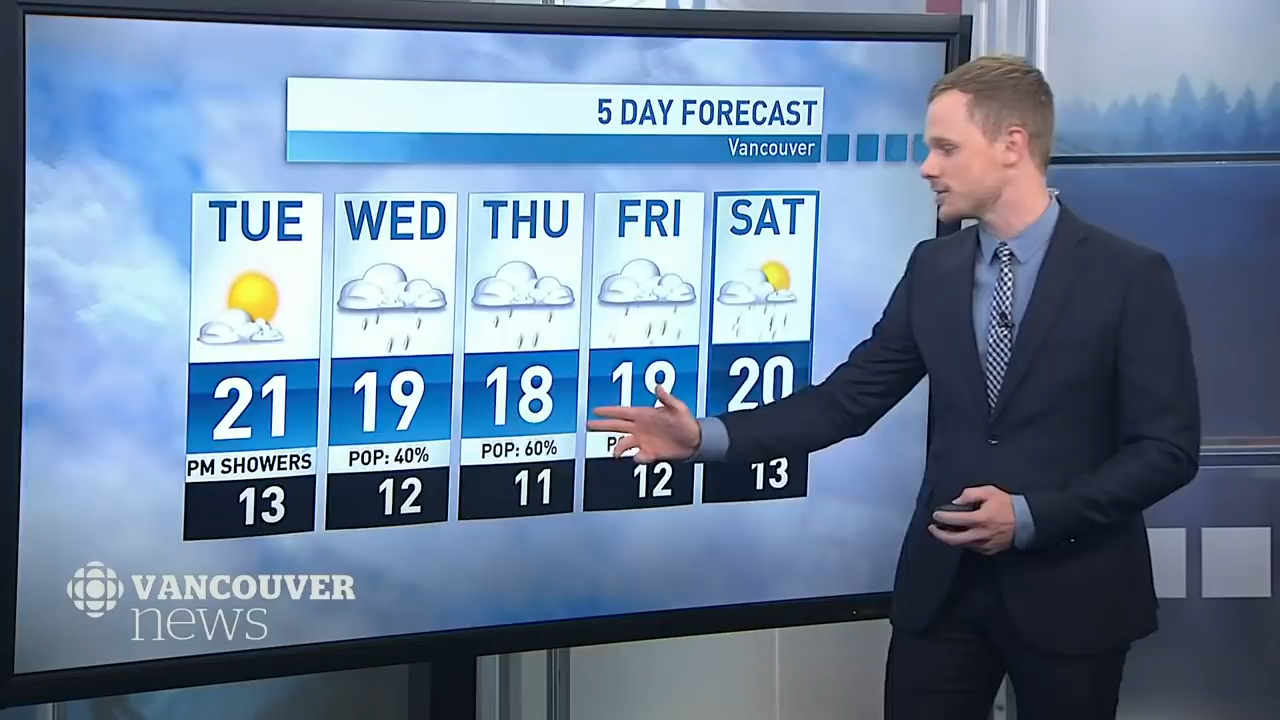 5 DAY FORECAST
Vancouver
TUE WED THU FRI SAT
21 19 18 19 20
PM SHOWERS POP: 40% POP: 60%
13 12 11 12 13
VANCOUVER
news